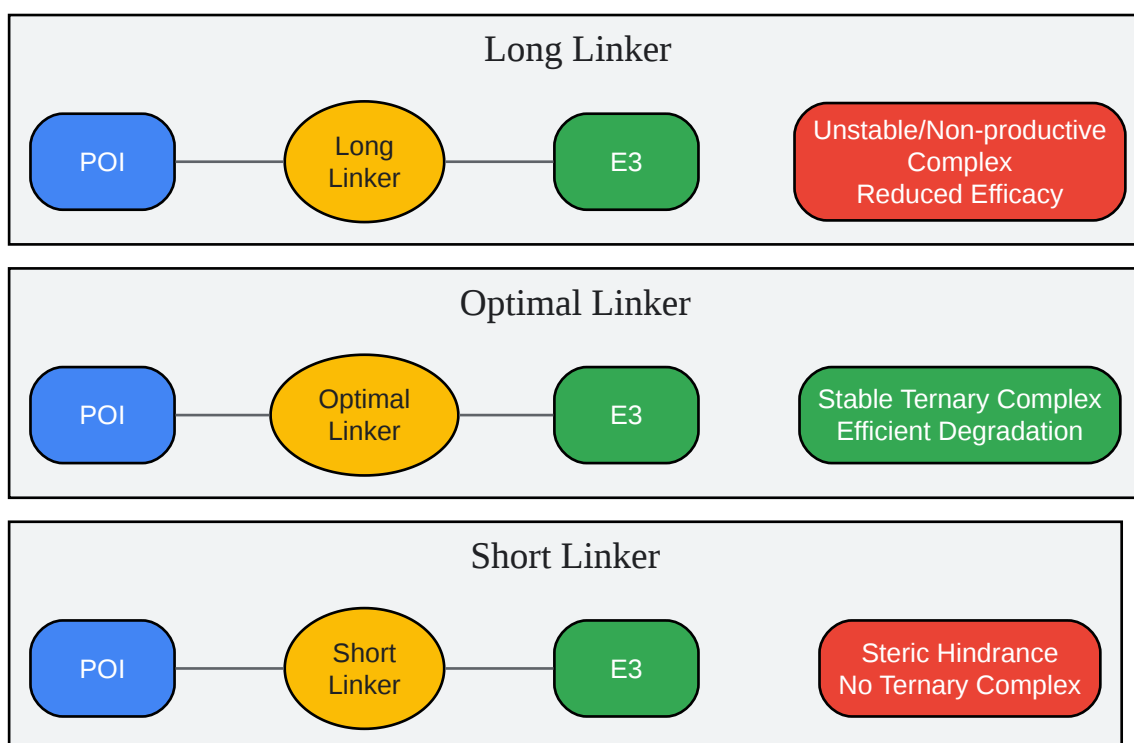 Long Linker
POI
Long
Linker
E3
Unstable/Non-productive
Complex
Reduced Efficacy
Optimal Linker
POI
Optimal
Linker
E3
Stable Ternary Complex
Efficient Degradation
Short Linker
POI
Short
Linker
E3
Steric Hindrance
No Ternary Complex